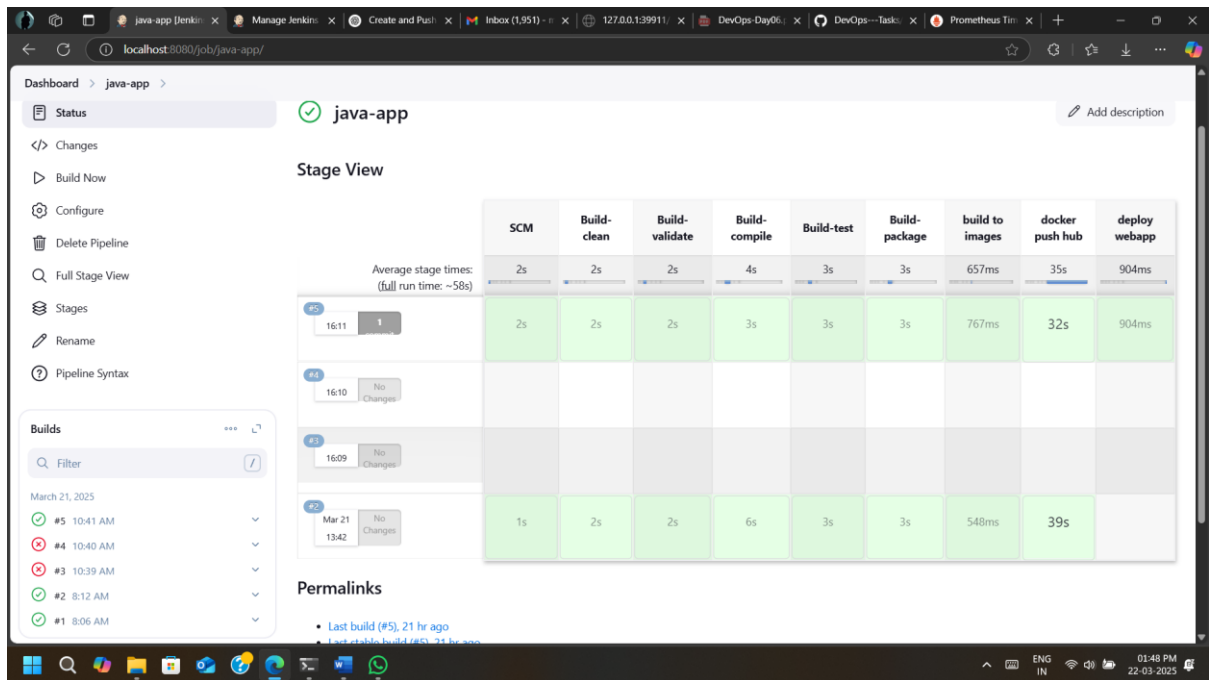 java-app [Jenkin
Manage Jenkins
Create and Push
Inbox (1,951) - n
127.0.0.1:39911/
DevOps-Day06.
DevOps---Tasks/
Prometheus Tim
localhost:8080/job/java-app/
Dashboard > java-app >
Status
Changes
Build Now
Configure
Delete Pipeline
Full Stage View
Stages
Rename
Pipeline Syntax
Builds
Filter
/
March 21, 2025
#5 10:41 AM
#4 10:40 AM
#3 10:39 AM
#2 8:12 AM
#1 8:06 AM
java-app
Add description
Stage View
SCM
Build-clean
Build-validate
Build-compile
Build-test
Build-package
build to images
docker push hub
deploy webapp
Average stage times:
2s 2s 2s 4s 3s 3s 657ms 35s 904ms
(full run time: ~58s)
#5
16:11 1
2s 2s 2s 3s 3s 3s 767ms 32s 904ms
#4
16:10 No Changes
#3
16:09 No Changes
#2
Mar 21 13:42 No Changes
1s 2s 2s 6s 3s 3s 548ms 39s
Permalinks
Last build (#5), 21 hr ago
Last stable build (#5), 21 hr ago
ENG IN
01:48 PM
22-03-2025